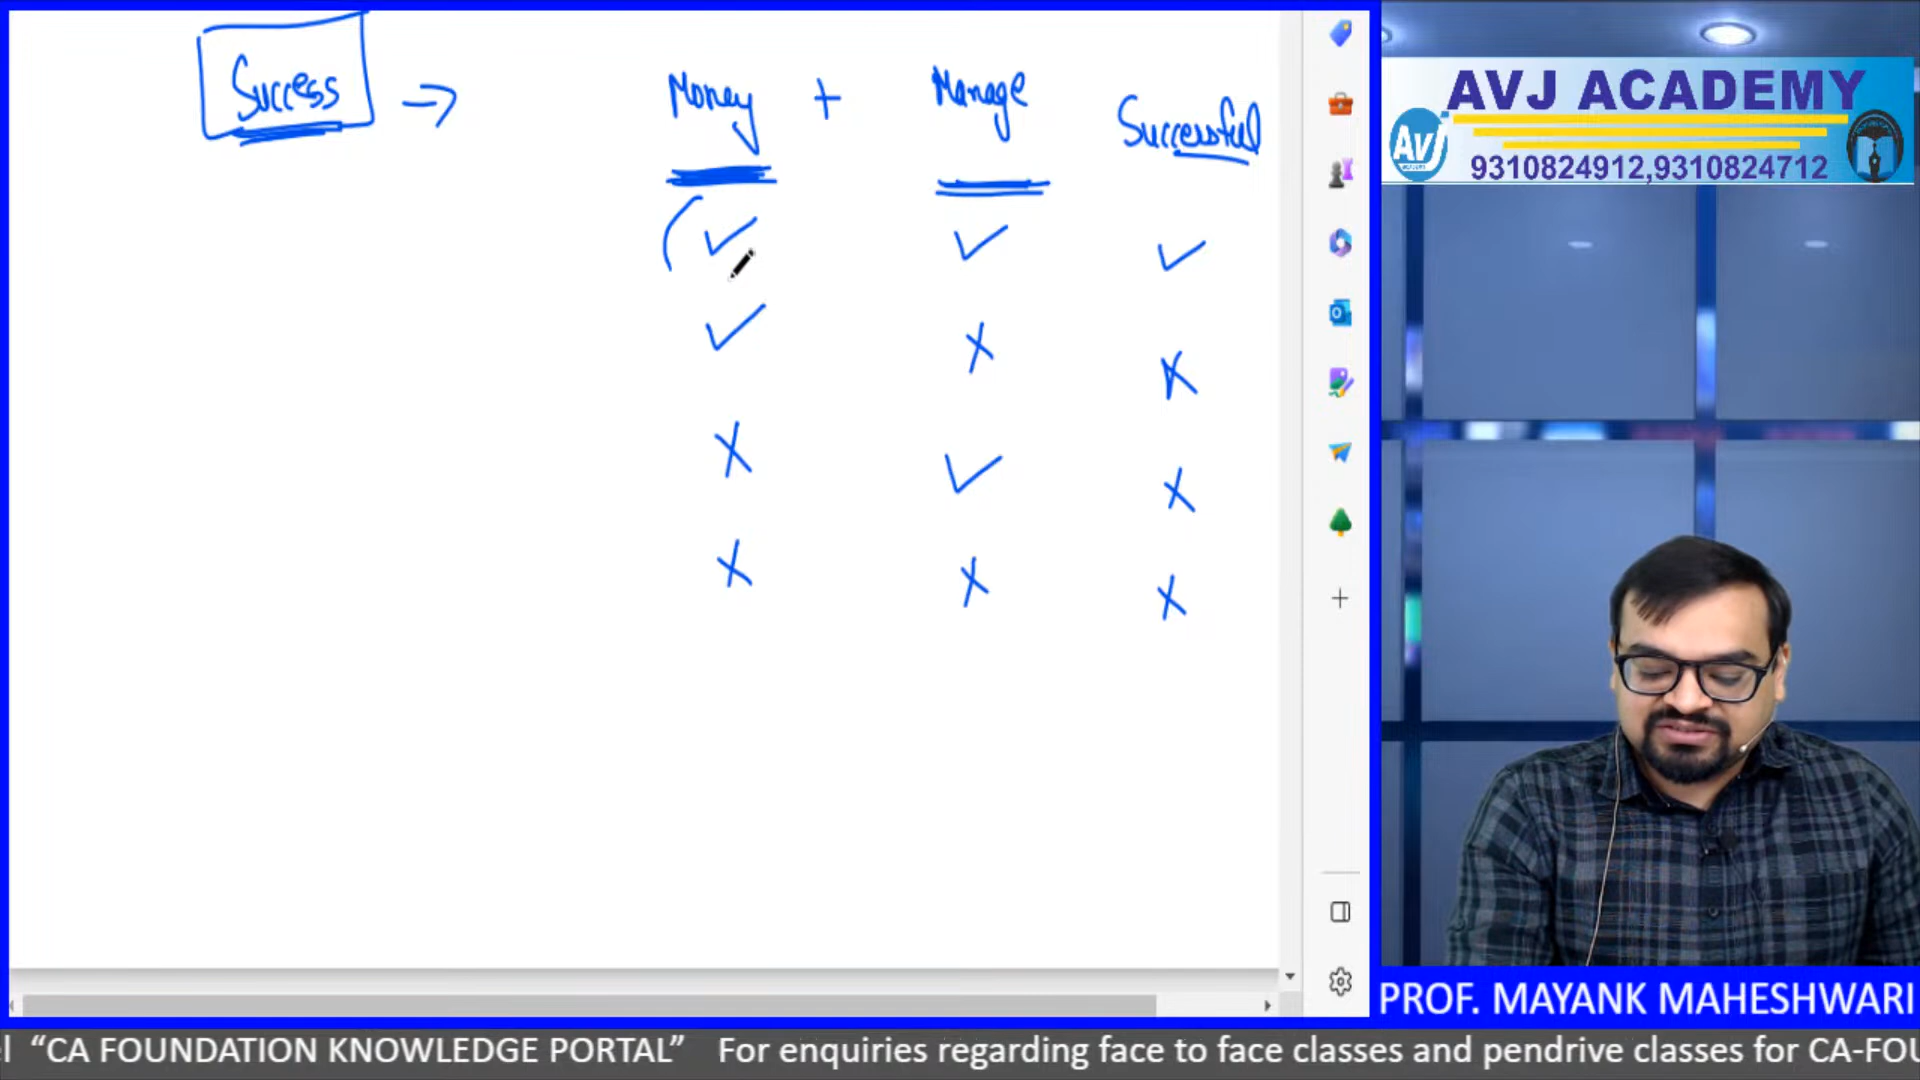 Success → Money + Manage Successful
✓ ✓ ✓
✓ X X
X ✓ X
X X X
AVJ ACADEMY
AVJ
9310824912,9310824712
PROF. MAYANK MAHESHWARI
“CA FOUNDATION KNOWLEDGE PORTAL” For enquiries regarding face to face classes and pendrive classes for CA-FOU